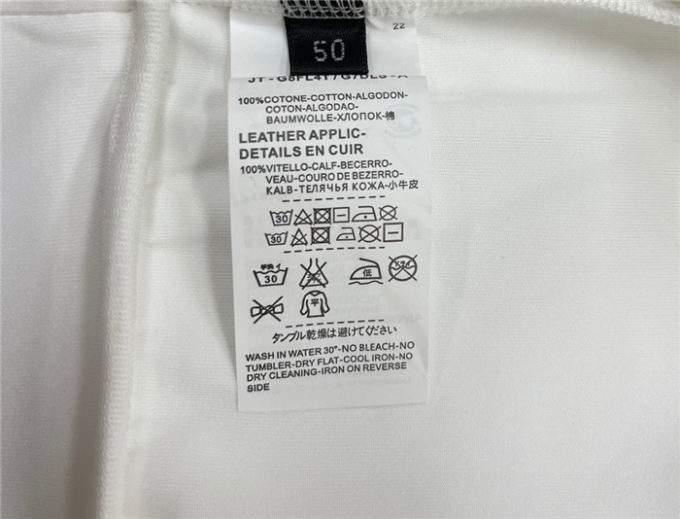 22
50
100%COTONE-COTTON-ALGODON-
COTON-ALGODAO-
BAUMWOLLE-ХЛОПОК-棉
LEATHER APPLIC-
DETAILS EN CUIR
100%VITELLO-CALF-BECERRO-
VEAU-COURO DE BEZERRO-
KALB-ТЕЛЯЧЬЯ КОЖА-小牛皮
30
30
30 低
平
タンブル乾燥は避けてください
WASH IN WATER 30°-NO BLEACH-NO
TUMBLER-DRY FLAT-COOL IRON-NO
DRY CLEANING-IRON ON REVERSE
SIDE